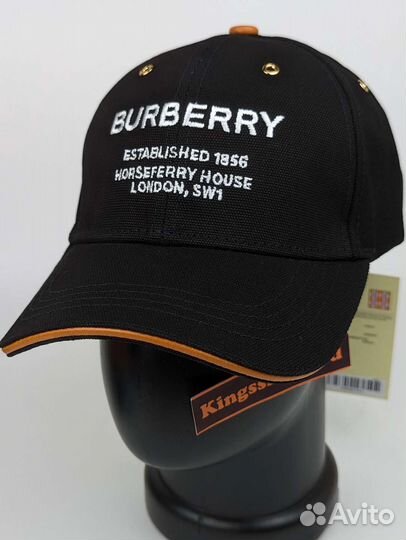 BURBERRY
ESTABLISHED 1856
HORSEFERRY HOUSE
LONDON, SW1
Avito